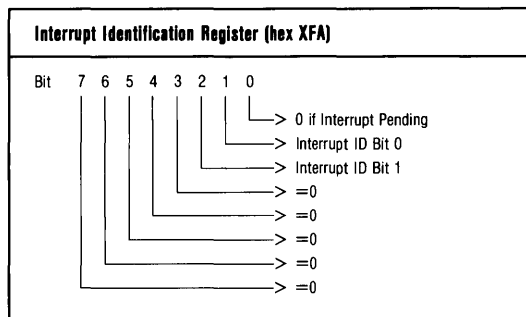 Interrupt Identification Register (hex XFA)
Bit 7 6 5 4 3 2 1 0
0 if Interrupt Pending
Interrupt ID Bit 0
Interrupt ID Bit 1
=0
=0
=0
=0
=0